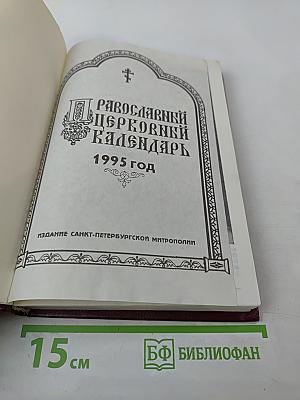 ПРАВОСЛАВНЫЙ
ЦЕРКОВНЫЙ
КАЛЕНДАРЬ
1995 ГОД
ИЗДАНИЕ САНКТ-ПЕТЕРБУРГСКОЙ МИТРОПОЛИИ
15 см
БФ БИБЛИОФАН